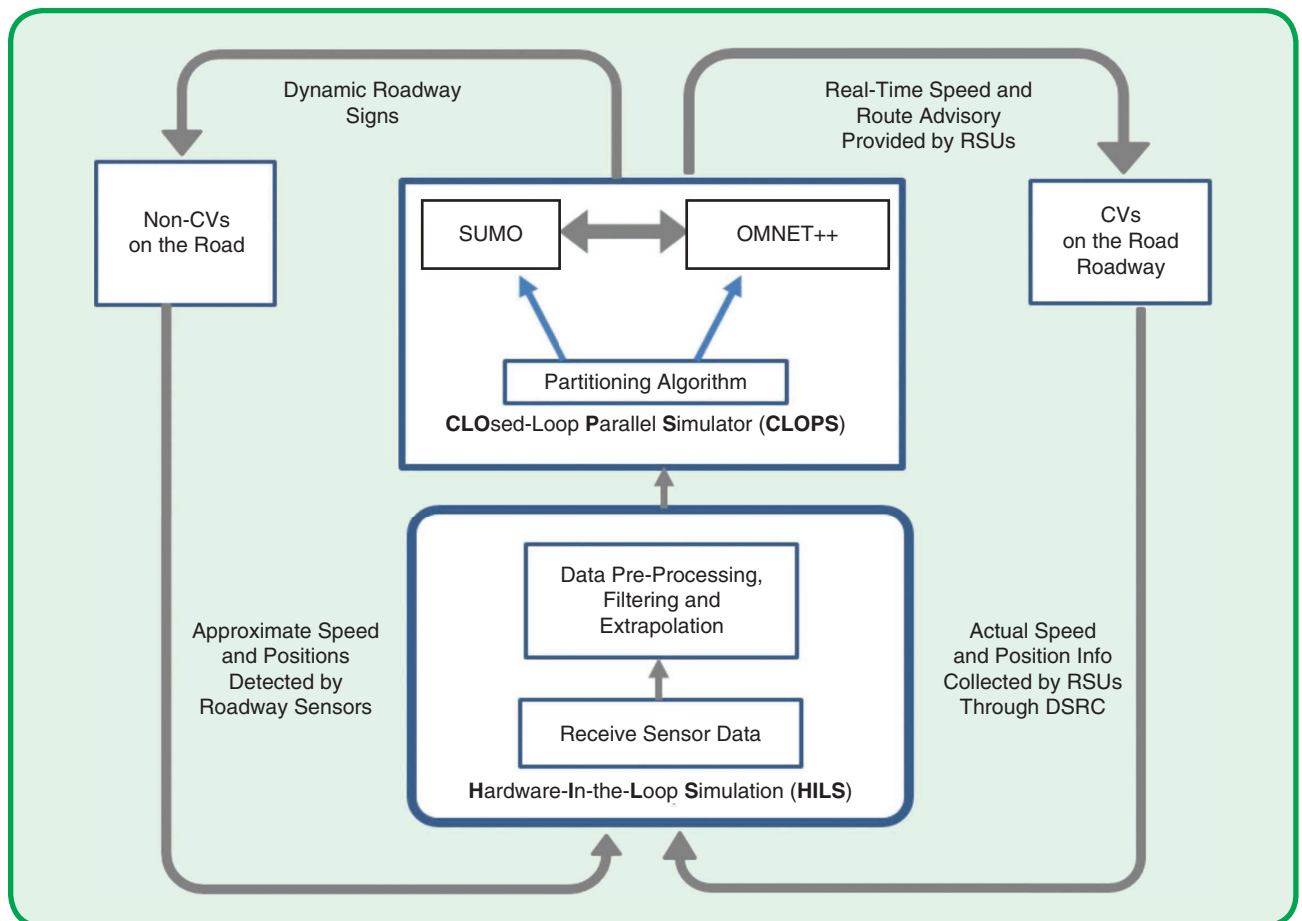 Dynamic Roadway
Signs
Real-Time Speed and
Route Advisory
Provided by RSUs
Non-CVs
on the Road
SUMO
OMNET++
CVs
on the Road
Roadway
Partitioning Algorithm
CLOsed-Loop Parallel Simulator (CLOPS)
Data Pre-Processing,
Filtering and
Extrapolation
Approximate Speed
and Positions
Detected by
Roadway Sensors
Actual Speed
and Position Info
Collected by RSUs
Through DSRC
Receive Sensor Data
Hardware-In-the-Loop Simulation (HILS)